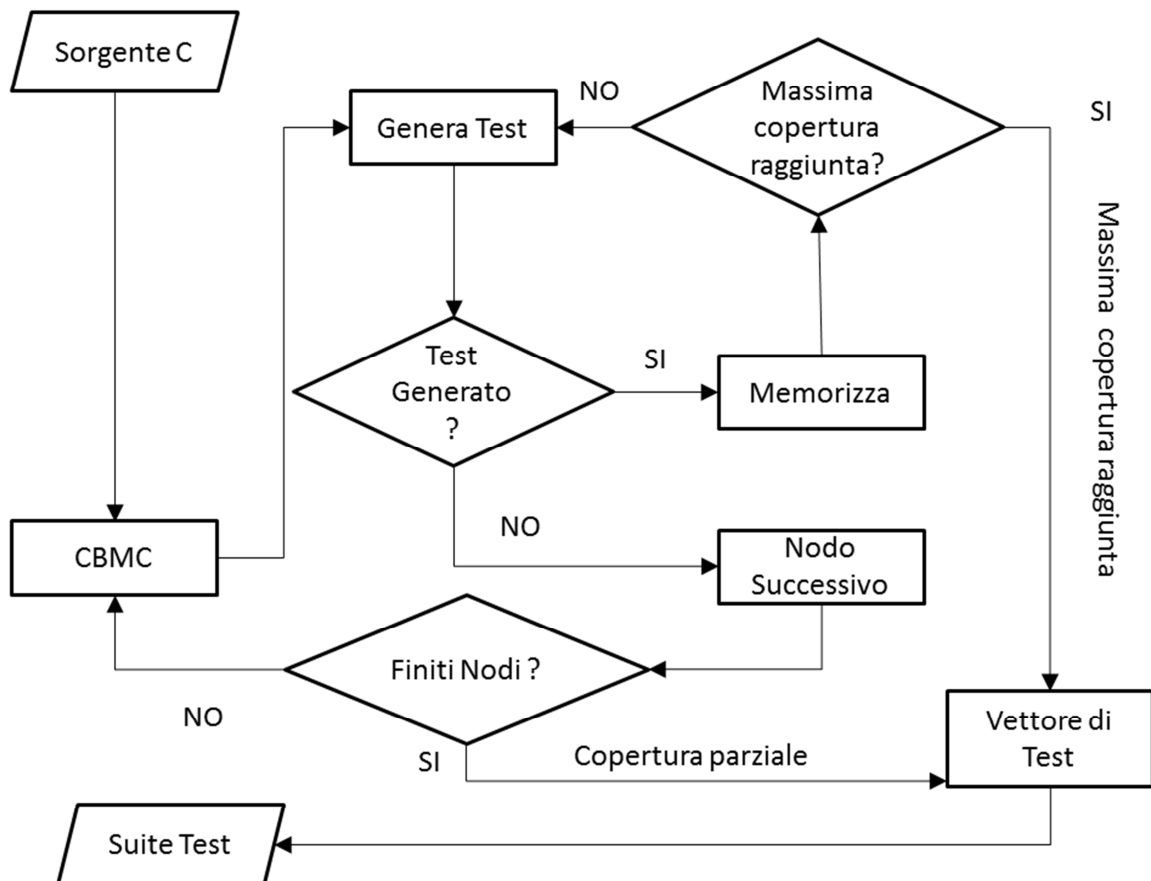 Sorgente C
Genera Test
NO
Massima
copertura
raggiunta?
SI
Massima copertura raggiunta
Test
Generato
?
SI
Memorizza
NO
CBMC
Nodo
Successivo
Finiti Nodi ?
NO
SI
Copertura parziale
Vettore di
Test
Suite Test